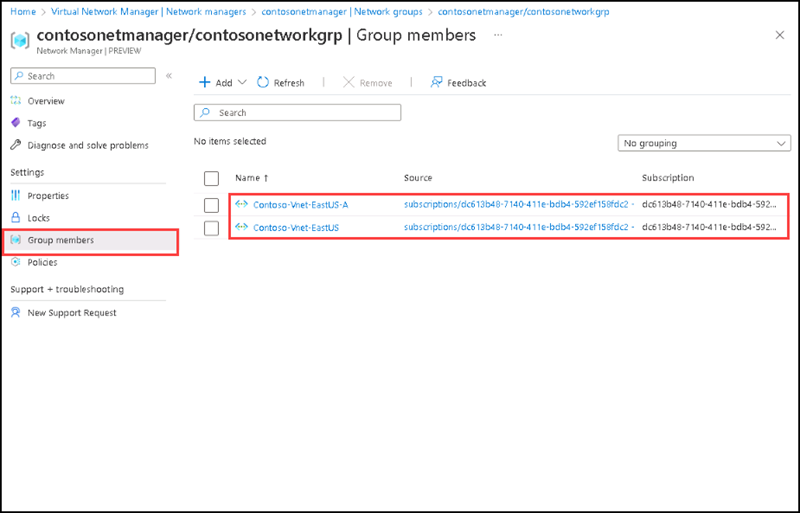 Home > Virtual Network Manager | Network managers > contosonetmanager | Network groups > contosonetmanager/contosonetworkgrp
contosonetmanager/contosonetworkgrp | Group members ...
Network Manager | PREVIEW
Search «
Overview
Tags
Diagnose and solve problems
Settings
Properties
Locks
Group members
Policies
Support + troubleshooting
New Support Request
+ Add Refresh | Remove | Feedback
Search
No items selected
No grouping
Name ↑ Source Subscription
Contoso-Vnet-EastUS-A subscriptions/dc613b48-7140-411e-bdb4-592ef158fdc2 - dc613b48-7140-411e-bdb4-592...
Contoso-Vnet-EastUS subscriptions/dc613b48-7140-411e-bdb4-592ef158fdc2 - dc613b48-7140-411e-bdb4-592...